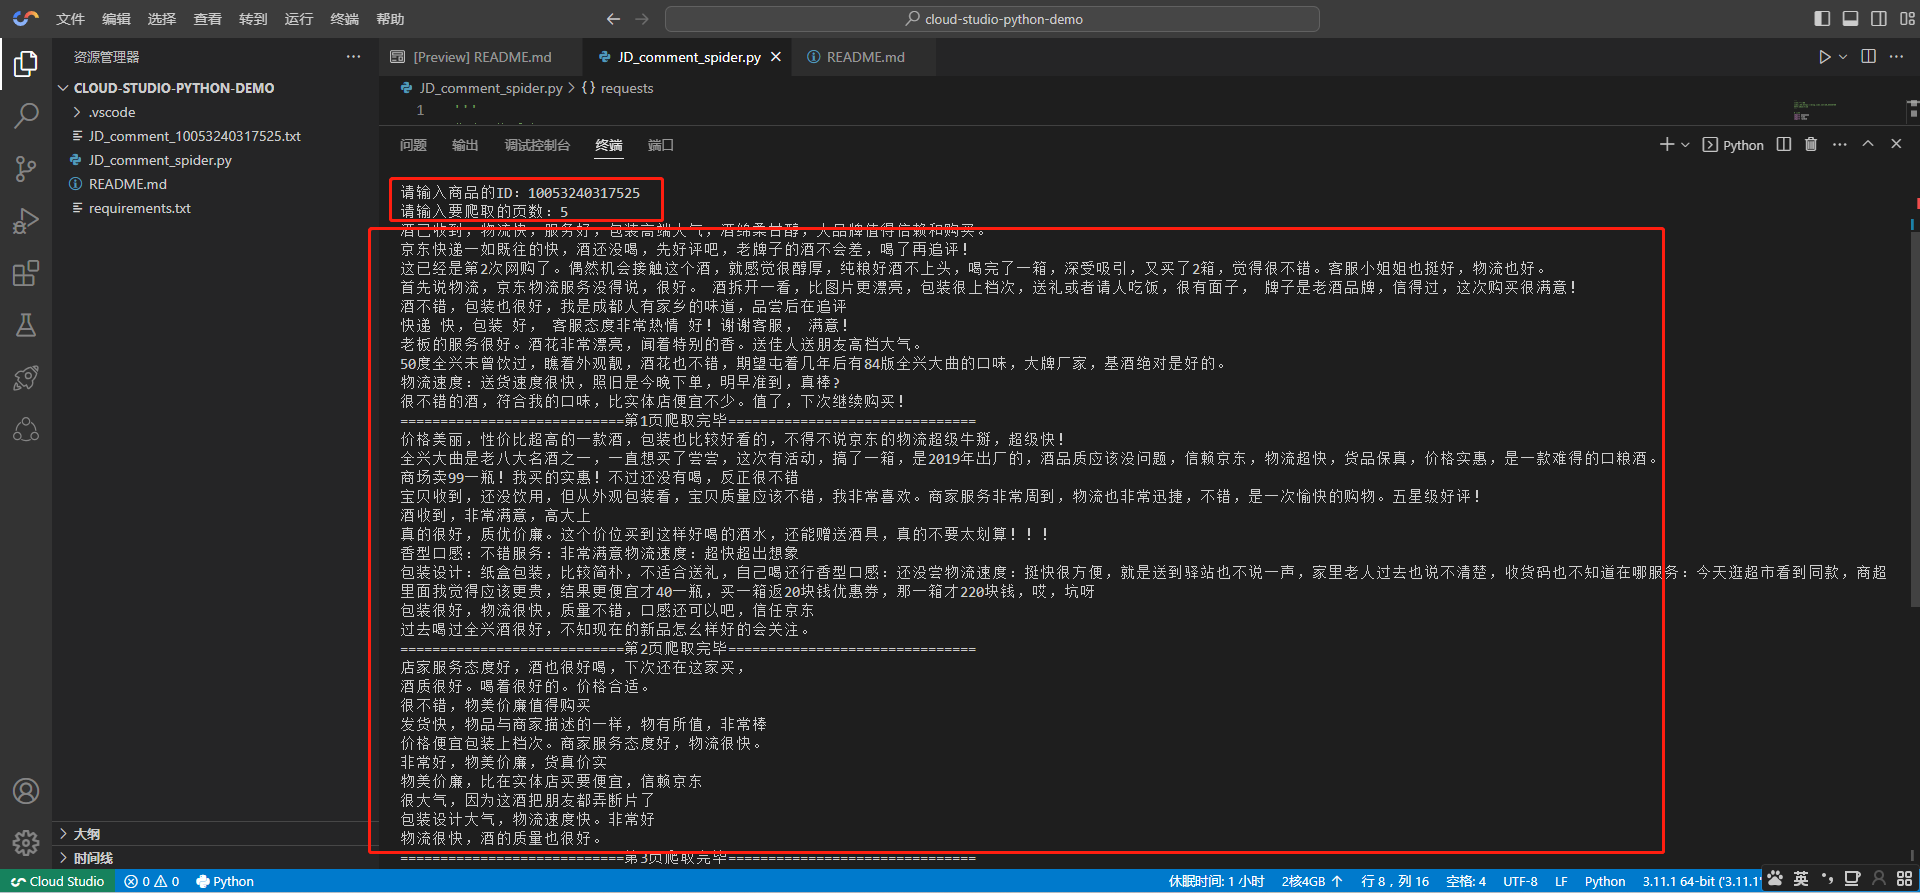 文件 编辑 选择 查看 转到 运行 终端 帮助
cloud-studio-python-demo
资源管理器
[Preview] README.md
JD_comment_spider.py
README.md
CLOUD-STUDIO-PYTHON-DEMO
JD_comment_spider.py > {} requests
.vscode
1 '''
JD_comment_10053240317525.txt
JD_comment_spider.py
README.md
requirements.txt
问题 输出 调试控制台 终端 端口
Python
请输入商品的ID: 10053240317525
请输入要爬取的页数: 5
酒已收到，物流快，服务好，包装高端大气，酒绵柔甘醇，大品牌值得信赖和购买。
京东快递一如既往的快，酒还没喝，先好评吧，老牌子的酒不会差，喝了再追评！
这已经是第2次网购了。偶然机会接触这个酒，就感觉很醇厚，纯粮好酒不上头，喝完了一箱，深受吸引，又买了2箱，觉得很不错。客服小姐姐也挺好，物流也好。
首先说物流，京东物流服务没得说，很好。 酒拆开一看，比图片更漂亮，包装很上档次，送礼或者请人吃饭，很有面子， 牌子是老酒品牌，信得过，这次购买很满意！
酒不错，包装也很好，我是成都人有家乡的味道，品尝后在追评
快递 快，包装 好， 客服态度非常热情 好！谢谢客服， 满意！
老板的服务很好。酒花非常漂亮，闻着特别的香。送佳人送朋友高档大气。
50度全兴未曾饮过，瞧着外观靓，酒花也不错，期望屯着几年后有84版全兴大曲的口味，大牌厂家，基酒绝对是好的。
物流速度：送货速度很快，照旧是今晚下单，明早准到，真棒?
很不错的酒，符合我的口味，比实体店便宜不少。值了，下次继续购买！
============================第1页爬取完毕===============================
价格美丽，性价比超高的一款酒，包装也比较好看的，不得不说京东的物流超级牛掰，超级快！
全兴大曲是老八大名酒之一，一直想买了尝尝，这次有活动，搞了一箱，是2019年出厂的，酒品质应该没问题，信赖京东，物流超快，货品保真，价格实惠，是一款难得的口粮酒。
商场卖99一瓶！我买的实惠！不过还没有喝，反正很不错
宝贝收到，还没饮用，但从外观包装看，宝贝质量应该不错，我非常喜欢。商家服务非常周到，物流也非常迅捷，不错，是一次愉快的购物。五星级好评！
酒收到，非常满意，高大上
真的很好，质优价廉。这个价位买到这样好喝的酒水，还能赠送酒具，真的不要太划算！！！
香型口感：不错服务：非常满意物流速度：超快超出想象
包装设计：纸盒包装，比较简朴，不适合送礼，自己喝还行香型口感：还没尝物流速度：挺快很方便，就是送到驿站也不说一声，家里老人过去也说不清楚，收货码也不知道在哪服务：今天逛超市看到同款，商超
里面我觉得应该更贵，结果更便宜才40一瓶，买一箱返20块钱优惠券，那一箱才220块钱，哎，坑呀
包装很好，物流很快，质量不错，口感还可以吧，信任京东
过去喝过全兴酒很好，不知现在的新品怎么样好的会关注。
============================第2页爬取完毕===============================
店家服务态度好，酒也很好喝，下次还在这家买，
酒质很好。喝着很好的。价格合适。
很不错，物美价廉值得购买
发货快，物品与商家描述的一样，物有所值，非常棒
价格便宜包装上档次。商家服务态度好，物流很快。
非常好，物美价廉，货真价实
物美价廉，比在实体店买要便宜，信赖京东
很大气，因为这酒把朋友都弄断片了
包装设计大气，物流速度快。非常好
物流很快，酒的质量也很好。
============================第3页爬取完毕===============================
大纲
时间线
Cloud Studio 0 0 Python
休眠时间: 1 小时 2核4GB 行 8，列 16 空格: 4 UTF-8 LF Python 3.11.1 64-bit ('3.11.1'
英